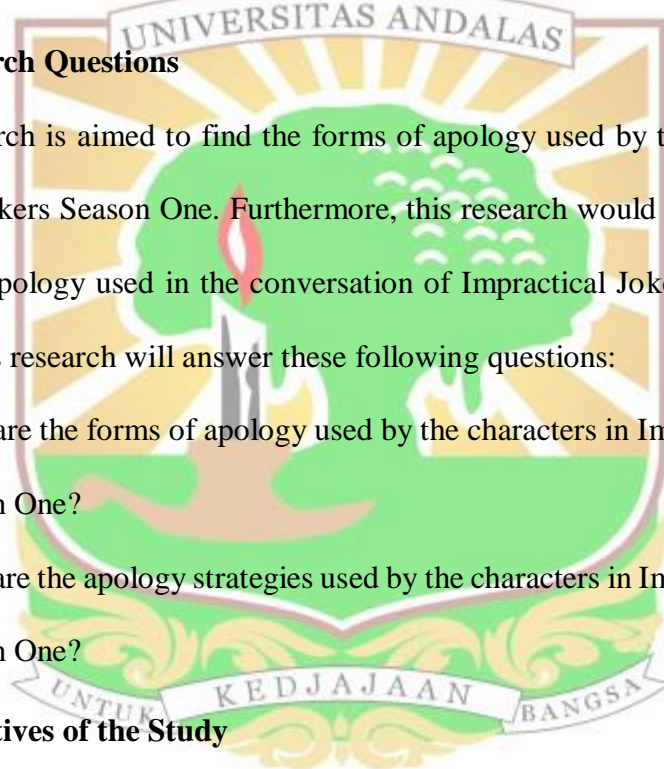 UNIVERSITAS ANDALAS
rch Questions
rch is aimed to find the forms of apology used by t
kers Season One. Furthermore, this research would
pology used in the conversation of Impractical Jok
s research will answer these following questions:
are the forms of apology used by the characters in Im
n One?
are the apology strategies used by the characters in Im
n One?
UNTUK KEDJAJAAN BANGSA
tives of the Study